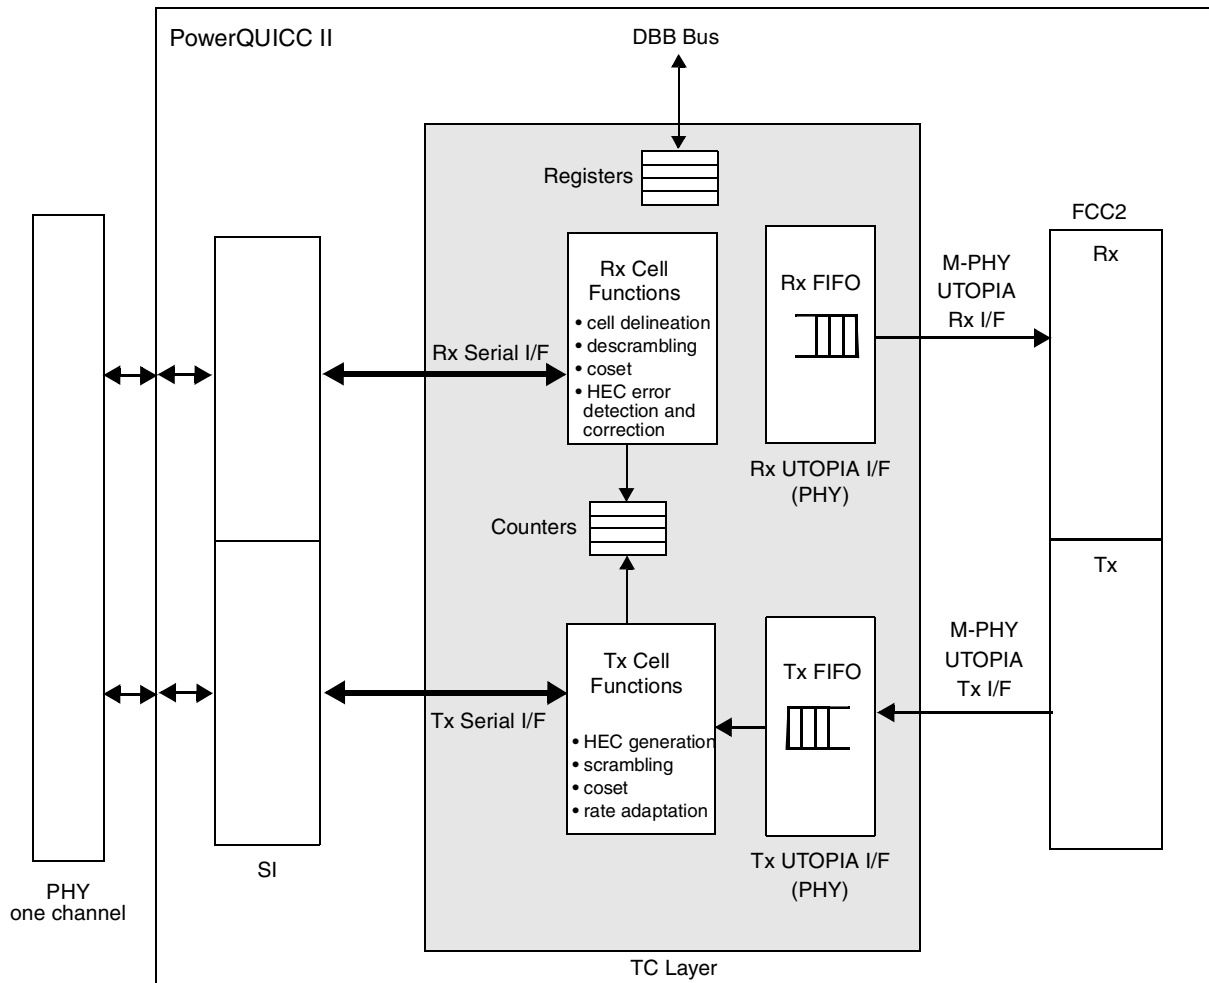 PowerQUICC II
DBB Bus
Registers
FCC2
Rx
Rx Cell
Functions
• cell delineation
• descrambling
• coset
• HEC error
detection and
correction
Rx FIFO
M-PHY
UTOPIA
Rx I/F
Rx Serial I/F
Rx UTOPIA I/F
(PHY)
Counters
Tx
Tx Cell
Functions
• HEC generation
• scrambling
• coset
• rate adaptation
Tx FIFO
M-PHY
UTOPIA
Tx I/F
Tx Serial I/F
Tx UTOPIA I/F
(PHY)
SI
PHY
one channel
TC Layer